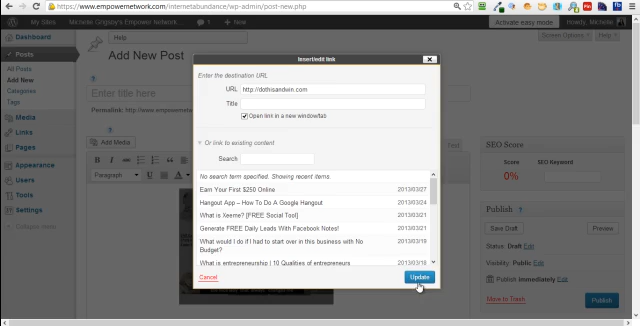 https://www.empowernetwork.com/internetabundance/wp-admin/post-new.php
My Sites
Michelle Grigsby's Empower Network ...
1
+ New
Activate easy mode
Howdy, Michelle
Dashboard
Help
Screen Options
Help
Posts
Add New Post
All Posts
Add New
Categories
Tags
Enter title here
Permalink: http://www.empowern
Media
Links
Pages
Appearance
Users
Tools
Settings
Collapse menu
Add Media
Text
B I
Paragraph
U
Insert/edit link
Enter the destination URL
URL http://dothisandwin.com
Title
Open link in a new window/tab
Or link to existing content
Search
No search term specified. Showing recent items.
Earn Your First $250 Online 2013/03/27
Hangout App – How To Do A Google Hangout 2013/03/24
What is Xeeme? [FREE Social Tool] 2013/03/21
Generate FREE Daily Leads With Facebook Notes! 2013/03/21
What would I do if I had to start over in this business with No Budget? 2013/03/19
What is entrepreneurship | 10 Qualities of entrepreneurs 2013/03/18
Cancel
Update
SEO Score
Score SEO Keyword
0%
Publish
Save Draft
Preview
Status: Draft Edit
Visibility: Public Edit
Publish immediately Edit
Move to Trash
Publish